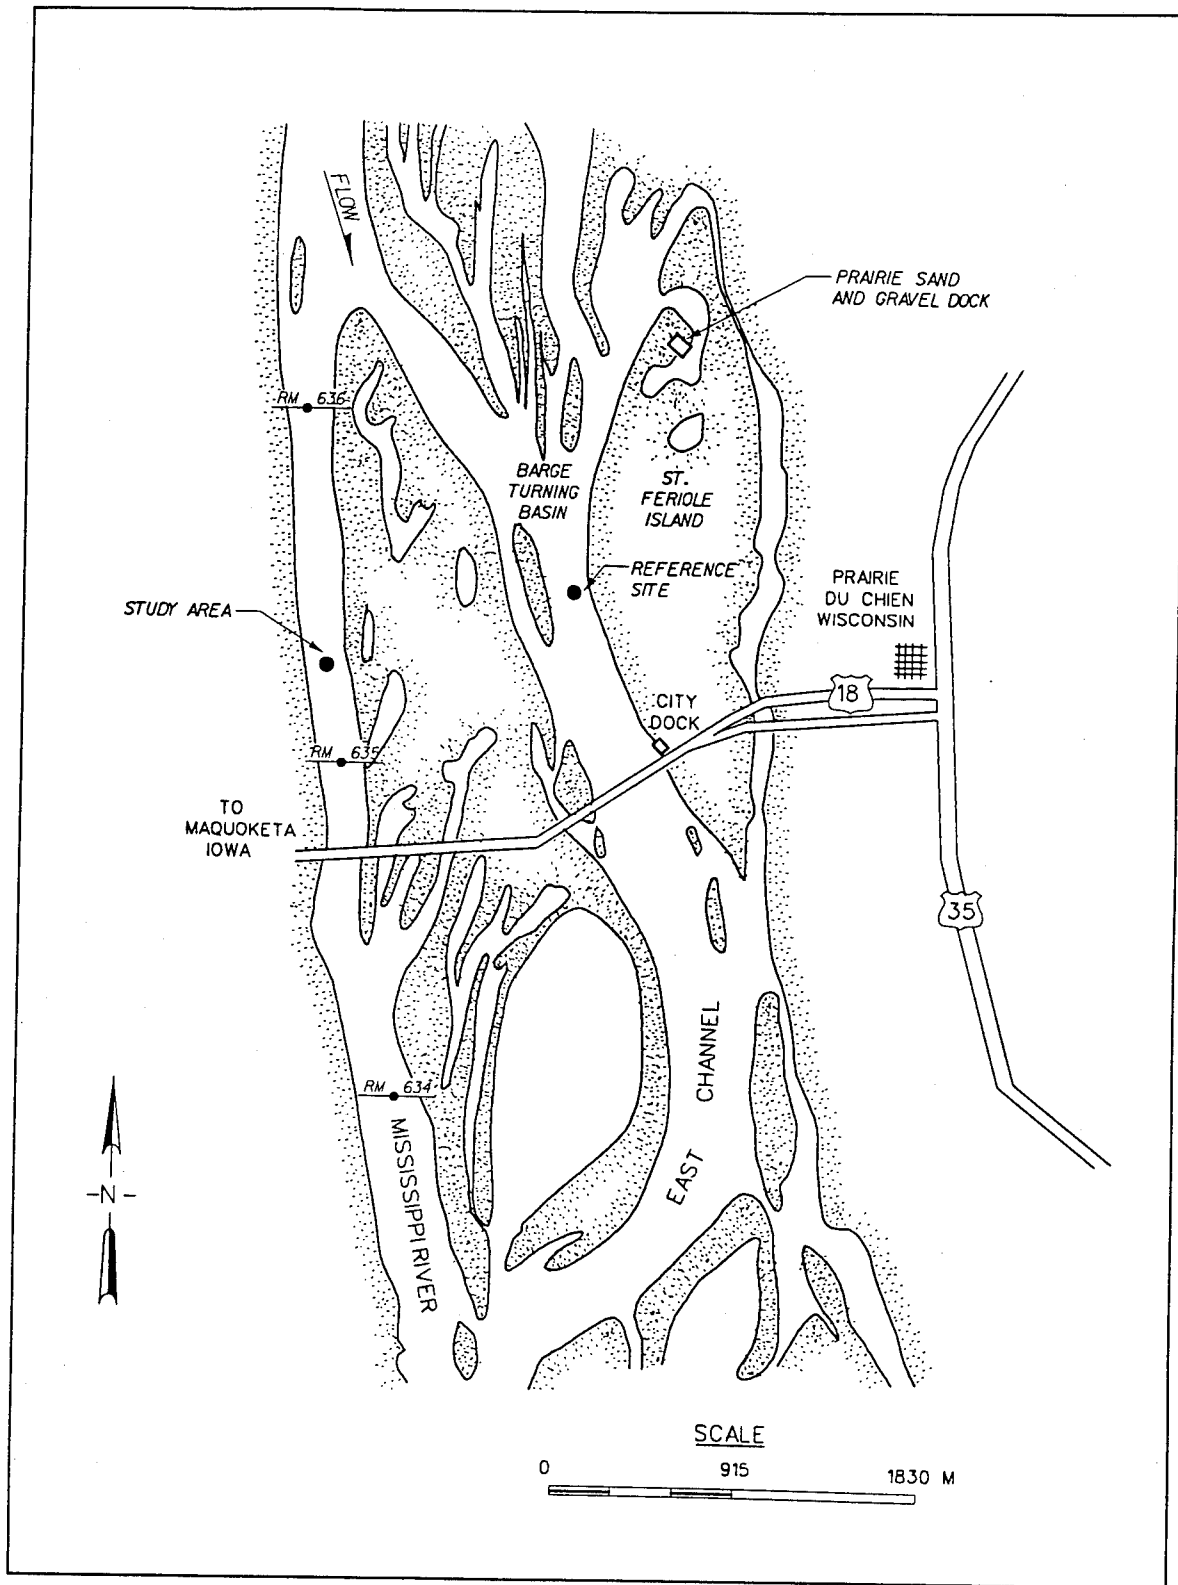 FLOW
PRAIRIE SAND
AND GRAVEL DOCK
RM 636
BARGE
TURNING
BASIN
ST.
FERIOLE
ISLAND
REFERENCE
SITE
PRAIRIE
DU CHIEN
WISCONSIN
STUDY AREA
18
CITY
DOCK
RM 635
TO
MAQUOKETA
IOWA
35
EAST CHANNEL
RM 634
MISSISSIPPI RIVER
-N-
SCALE
0 915 1830 M